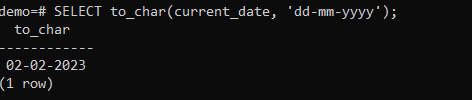 demo=# SELECT to_char(current_date, 'dd-mm-yyyy');
  to_char
------------
 02-02-2023
(1 row)